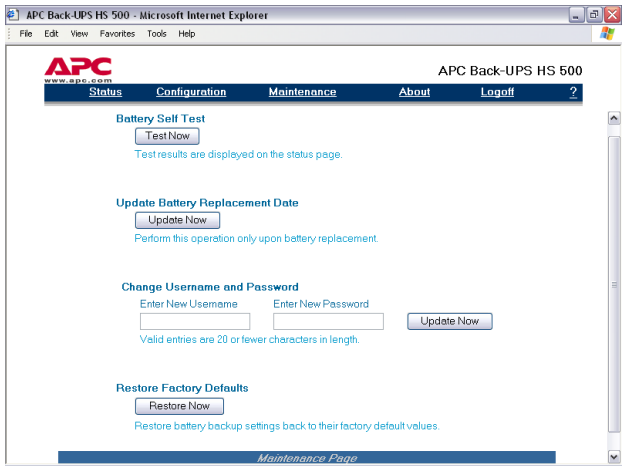 APC Back-UPS HS 500 - Microsoft Internet Explorer
File Edit View Favorites Tools Help
APC
www.apc.com
APC Back-UPS HS 500
Status Configuration Maintenance About Logoff ?
Battery Self Test
Test Now
Test results are displayed on the status page.
Update Battery Replacement Date
Update Now
Perform this operation only upon battery replacement.
Change Username and Password
Enter New Username Enter New Password
Update Now
Valid entries are 20 or fewer characters in length.
Restore Factory Defaults
Restore Now
Restore battery backup settings back to their factory default values.
Maintenance Page